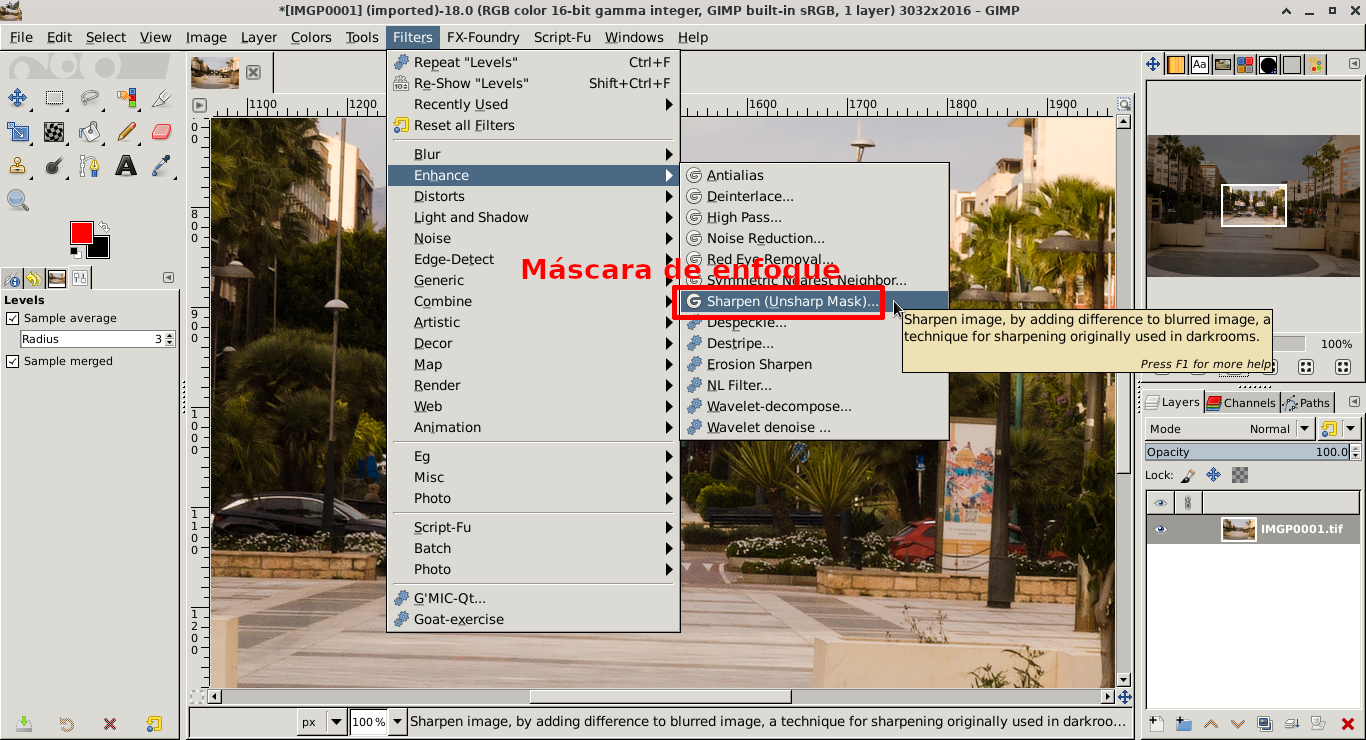 *[IMGP0001] (imported)-18.0 (RGB color 16-bit gamma integer, GIMP built-in sRGB, 1 layer) 3032x2016 – GIMP
File Edit Select View Image Layer Colors Tools Filters FX-Foundry Script-Fu Windows Help
Repeat "Levels" Ctrl+F
Re-Show "Levels" Shift+Ctrl+F
Recently Used
Reset all Filters
Blur
Enhance
Distorts
Light and Shadow
Noise
Edge-Detect
Generic
Combine
Artistic
Decor
Map
Render
Web
Animation
Eg
Misc
Photo
Script-Fu
Batch
Photo
G'MIC-Qt...
Goat-exercise
Antialias
Deinterlace...
High Pass...
Noise Reduction...
Red Eye Removal...
Symmetric Nearest Neighbor...
Sharpen (Unsharp Mask)...
Despeckle...
Destripe...
Erosion Sharpen
NL Filter...
Wavelet-decompose...
Wavelet denoise ...
Máscara de enfoque
Sharpen image, by adding difference to blurred image, a
technique for sharpening originally used in darkrooms.
Press F1 for more help
1100 1200 1600 1700 1800 1900
800
900
1000
1100
1200
Levels
Sample average
Radius 3
Sample merged
Aa
100%
Layers Channels Paths
Mode Normal
Opacity 100.0
Lock:
IMGP0001.tif
px 100 % Sharpen image, by adding difference to blurred image, a technique for sharpening originally used in darkroo...